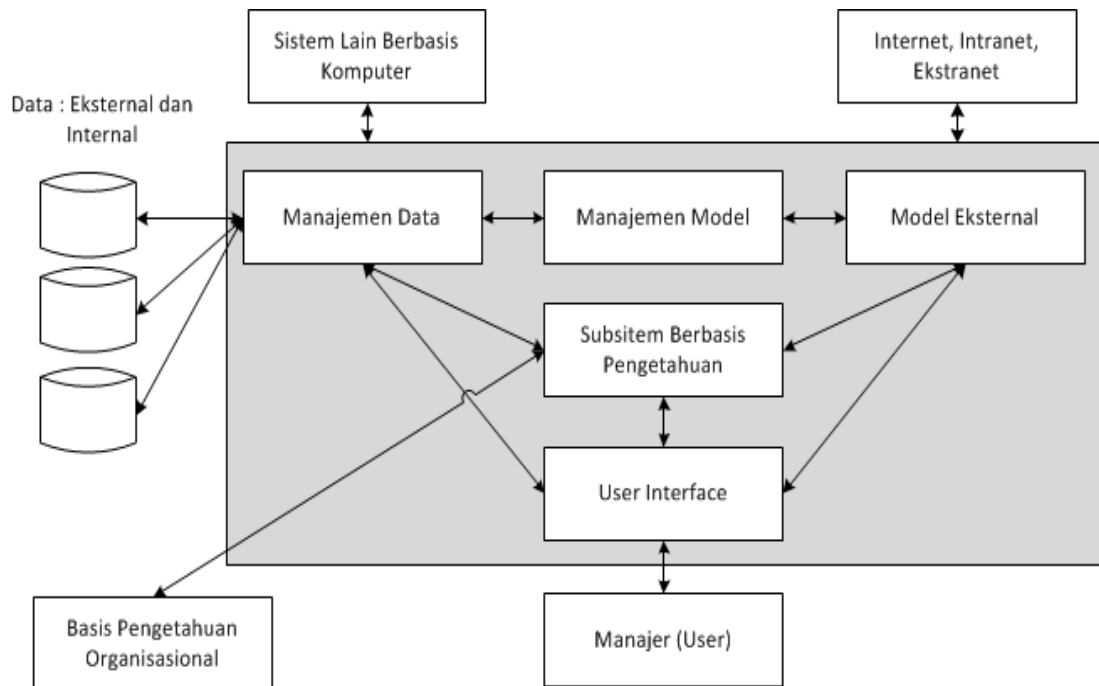 Sistem Lain Berbasis
Komputer
Internet, Intranet,
Ekstranet
Data : Eksternal dan
Internal
Manajemen Data
Manajemen Model
Model Eksternal
Subsitem Berbasis
Pengetahuan
User Interface
Basis Pengetahuan
Organisasional
Manajer (User)